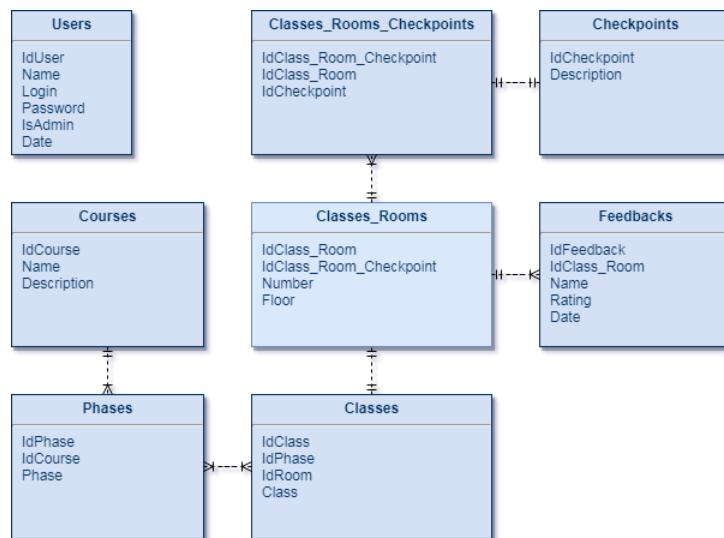 Users
IdUser
Name
Login
Password
IsAdmin
Date
Classes_Rooms_Checkpoints
IdClass_Room_Checkpoint
IdClass_Room
IdCheckpoint
Checkpoints
IdCheckpoint
Description
Courses
IdCourse
Name
Description
Classes_Rooms
IdClass_Room
IdClass_Room_Checkpoint
Number
Floor
Feedbacks
IdFeedback
IdClass_Room
Name
Rating
Date
Phases
IdPhase
IdCourse
Phase
Classes
IdClass
IdPhase
IdRoom
Class